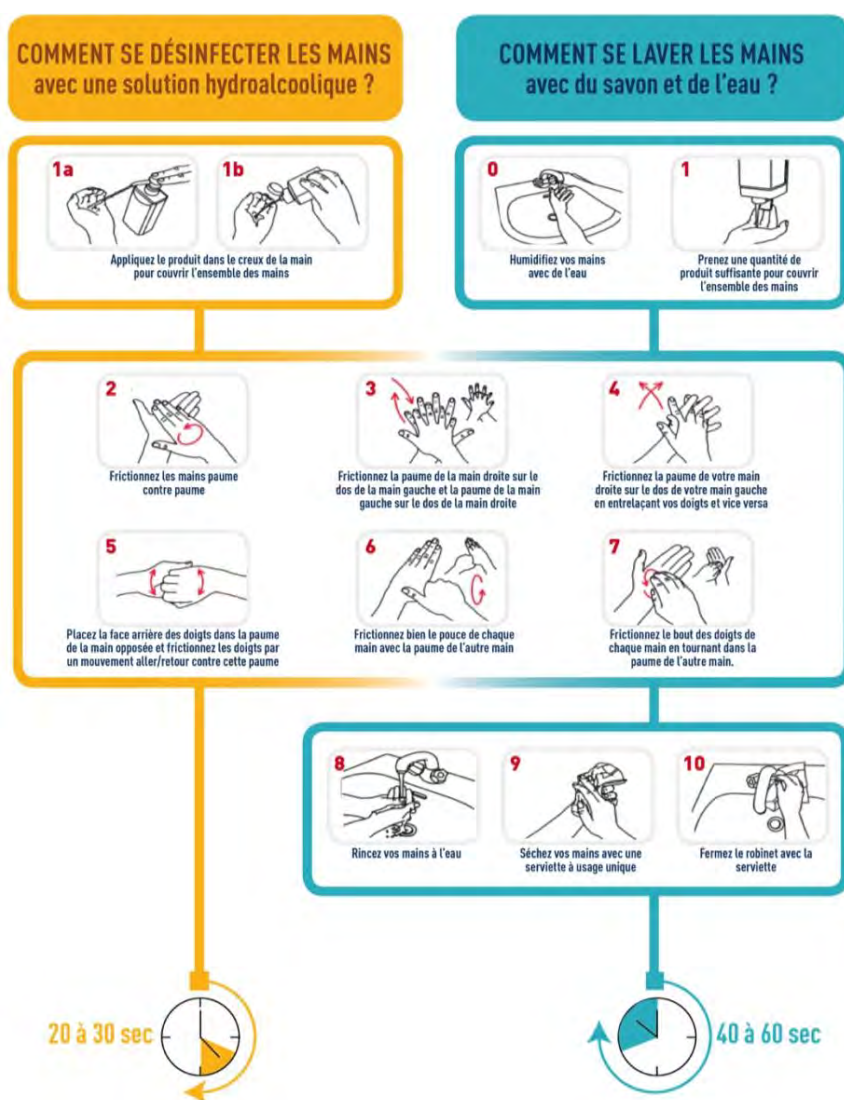 COMMENT SE DÉSINFECTER LES MAINS
avec une solution hydroalcoolique ?
COMMENT SE LAVER LES MAINS
avec du savon et de l'eau ?
1a
1b
Appliquez le produit dans le creux de la main
pour couvrir l'ensemble des mains
0
Humidifiez vos mains
avec de l'eau
1
Prenez une quantité de
produit suffisante pour couvrir
l'ensemble des mains
2
Frictionnez les mains paume
contre paume
3
Frictionnez la paume de la main droite sur le
dos de la main gauche et la paume de la main
gauche sur le dos de la main droite
4
Frictionnez la paume de votre main
droite sur le dos de votre main gauche
en entrelaçant vos doigts et vice versa
5
Placez la face arrière des doigts dans la paume
de la main opposée et frictionnez les doigts par
un mouvement aller/retour contre cette paume
6
Frictionnez bien le pouce de chaque
main avec la paume de l'autre main
7
Frictionnez le bout des doigts de
chaque main en tournant dans la
paume de l'autre main.
8
Rincez vos mains à l'eau
9
Séchez vos mains avec une
serviette à usage unique
10
Fermez le robinet avec la
serviette
20 à 30 sec
40 à 60 sec